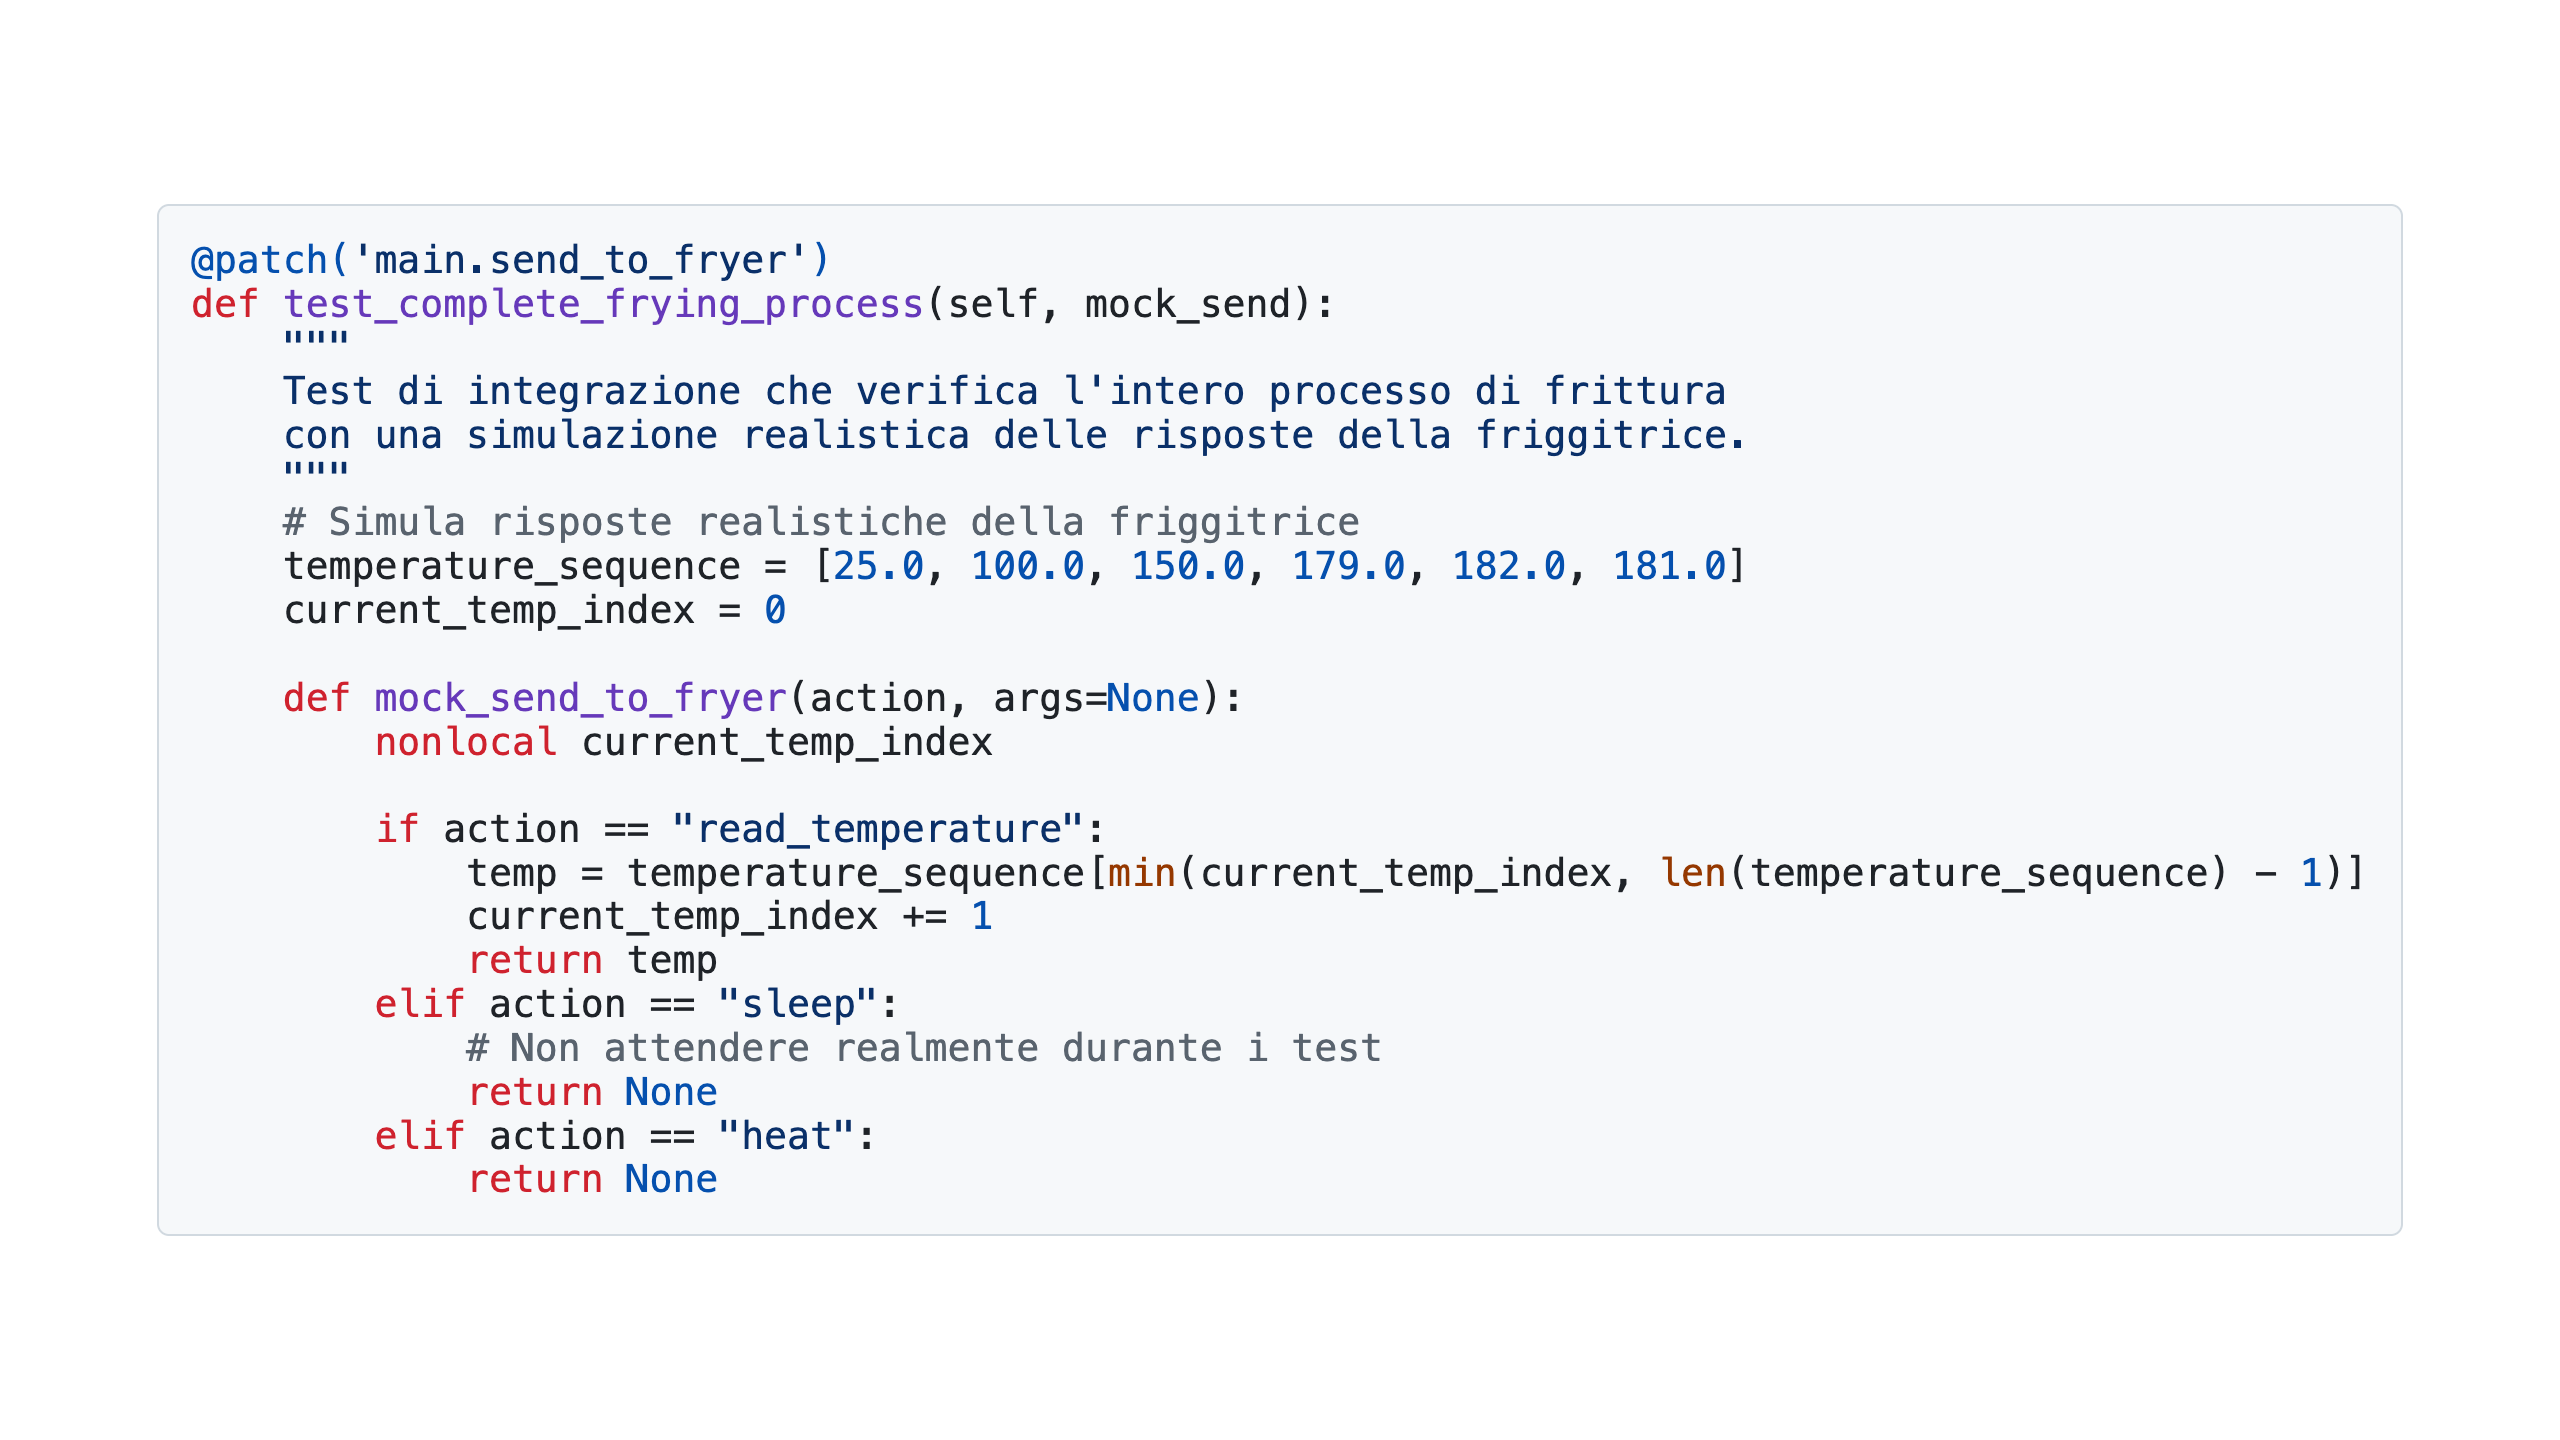 @patch('main.send_to_fryer')
def test_complete_frying_process(self, mock_send):
    """
    Test di integrazione che verifica l'intero processo di frittura
    con una simulazione realistica delle risposte della friggitrice.
    """
    # Simula risposte realistiche della friggitrice
    temperature_sequence = [25.0, 100.0, 150.0, 179.0, 182.0, 181.0]
    current_temp_index = 0

    def mock_send_to_fryer(action, args=None):
        nonlocal current_temp_index

        if action == "read_temperature":
            temp = temperature_sequence[min(current_temp_index, len(temperature_sequence) - 1)]
            current_temp_index += 1
            return temp
        elif action == "sleep":
            # Non attendere realmente durante i test
            return None
        elif action == "heat":
            return None